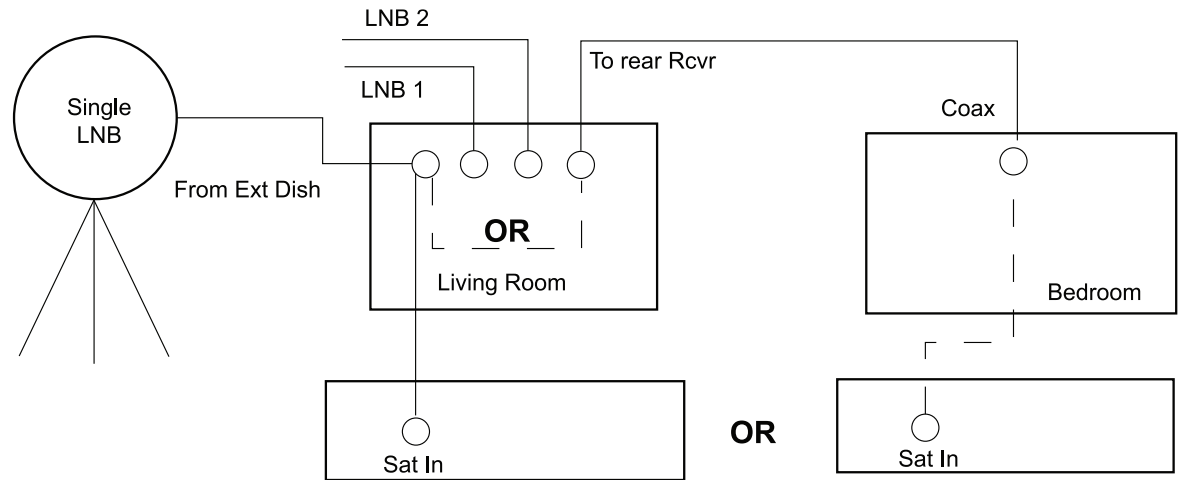 LNB 2
To rear Rcvr
LNB 1
Coax
Single
LNB
From Ext Dish
OR
Living Room
Bedroom
OR
Sat In
Sat In